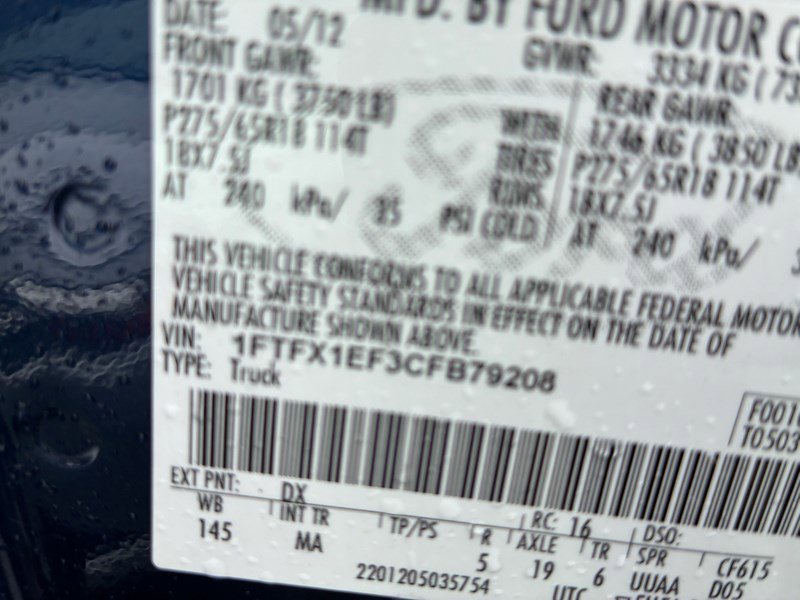 MFD. BY FORD MOTOR
DATE: 05/12 GVWR: 3334 KG
FRONT GAWR: REAR GAWR:
1701 KG ( 3750 LB) WITH 1746 KG ( 3850 LB)
P275/65R18 114T TIRES P275/65R18 114T
18X7.5J RIMS 18X7.5J
AT 240 kPa/ 35 PSI COLD AT 240 kPa/
THIS VEHICLE CONFORMS TO ALL APPLICABLE FEDERAL MOTOR
VEHICLE SAFETY STANDARDS IN EFFECT ON THE DATE OF
MANUFACTURE SHOWN ABOVE.
VIN: 1FTFX1EF3CFB79208
TYPE: Truck
F001
T0503
EXT PNT: DX RC: 16 DSO:
WB INT TR TP/PS R AXLE TR SPR CF615
145 MA 5 19 6 UUAA D05
2201205035754 UTC